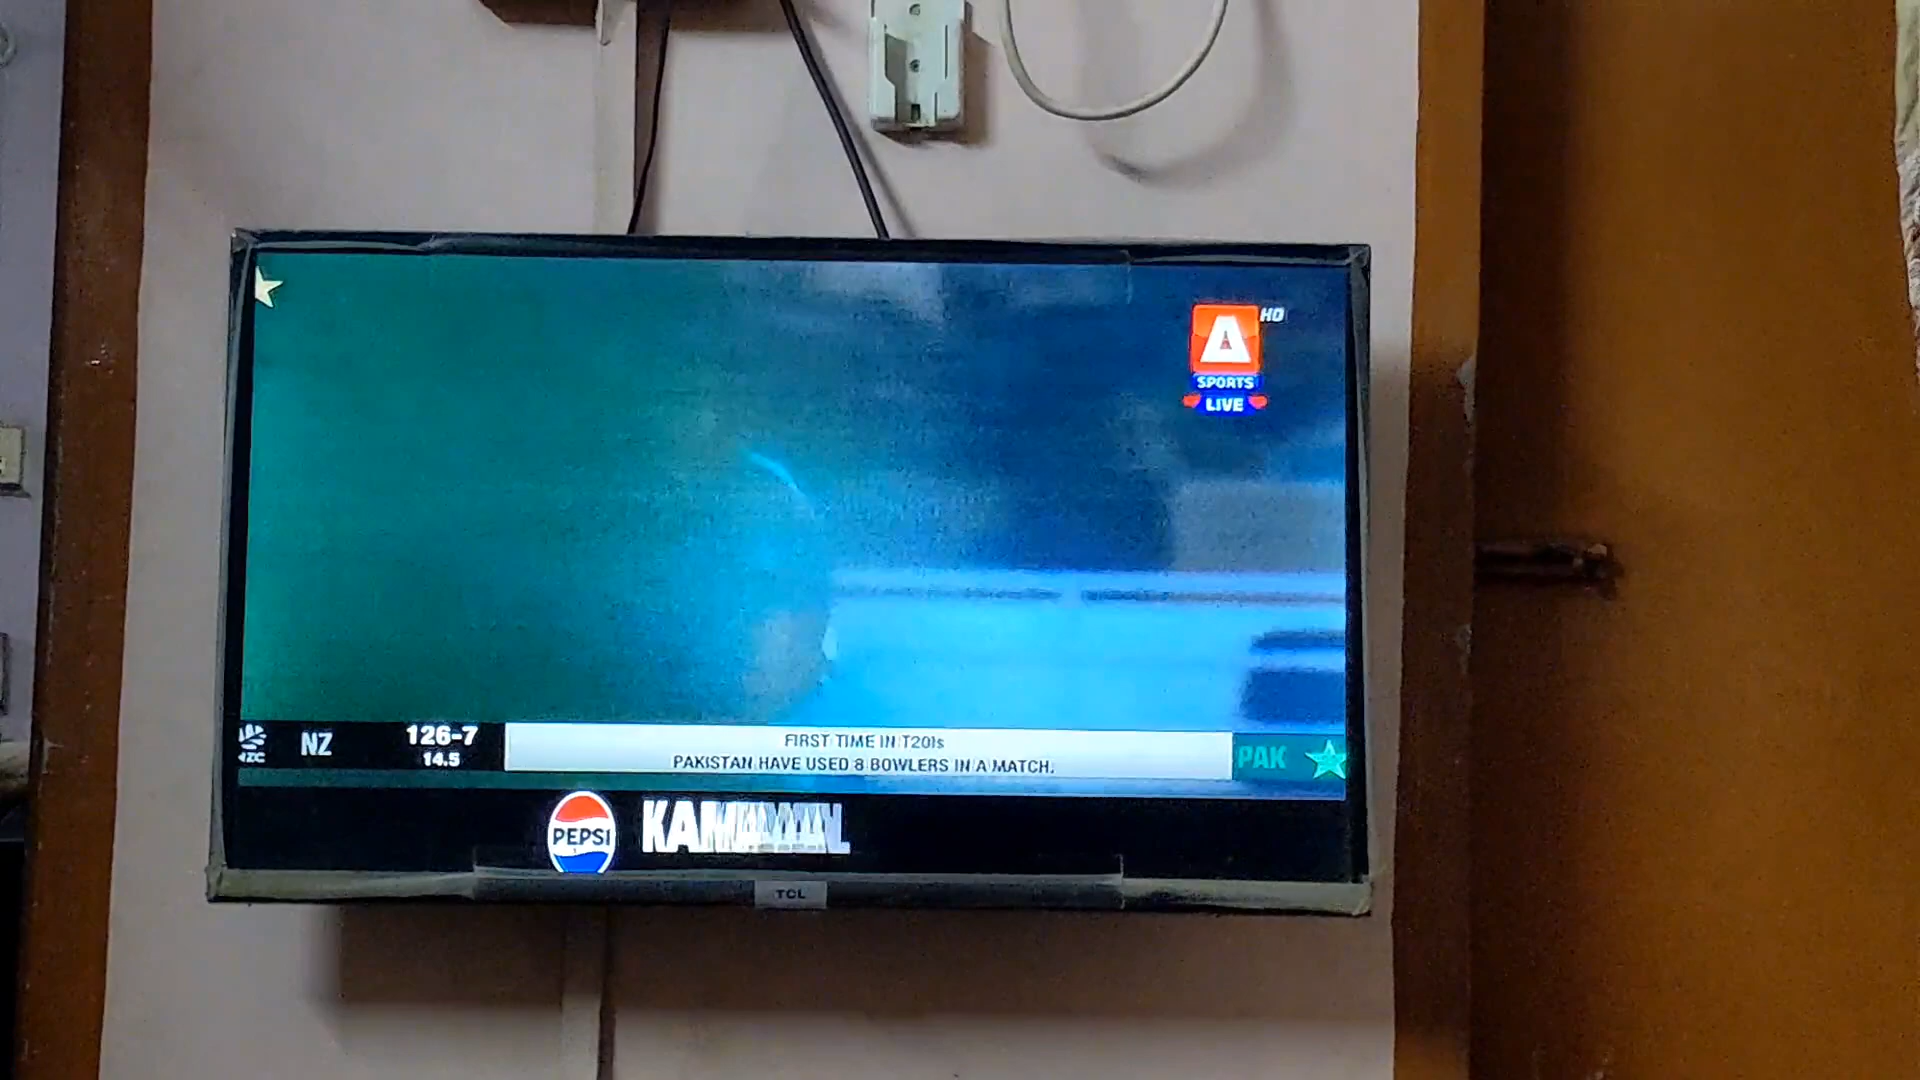 A
HD
SPORTS
LIVE
NZC
NZ
126-7
14.5
FIRST TIME IN T20Is
PAKISTAN HAVE USED 8 BOWLERS IN A MATCH.
PAK
PEPSI
TCL